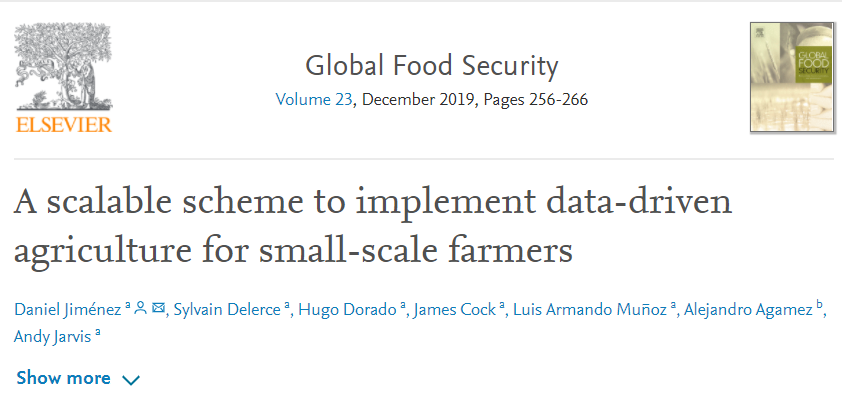 ELSEVIER
Global Food Security
Volume 23, December 2019, Pages 256-266
GLOBAL
FOOD
SECURITY
A scalable scheme to implement data-driven
agriculture for small-scale farmers
Daniel Jiménez a, Sylvain Delerce a, Hugo Dorado a, James Cock a, Luis Armando Muñoz a, Alejandro Agamez b,
Andy Jarvis a
Show more